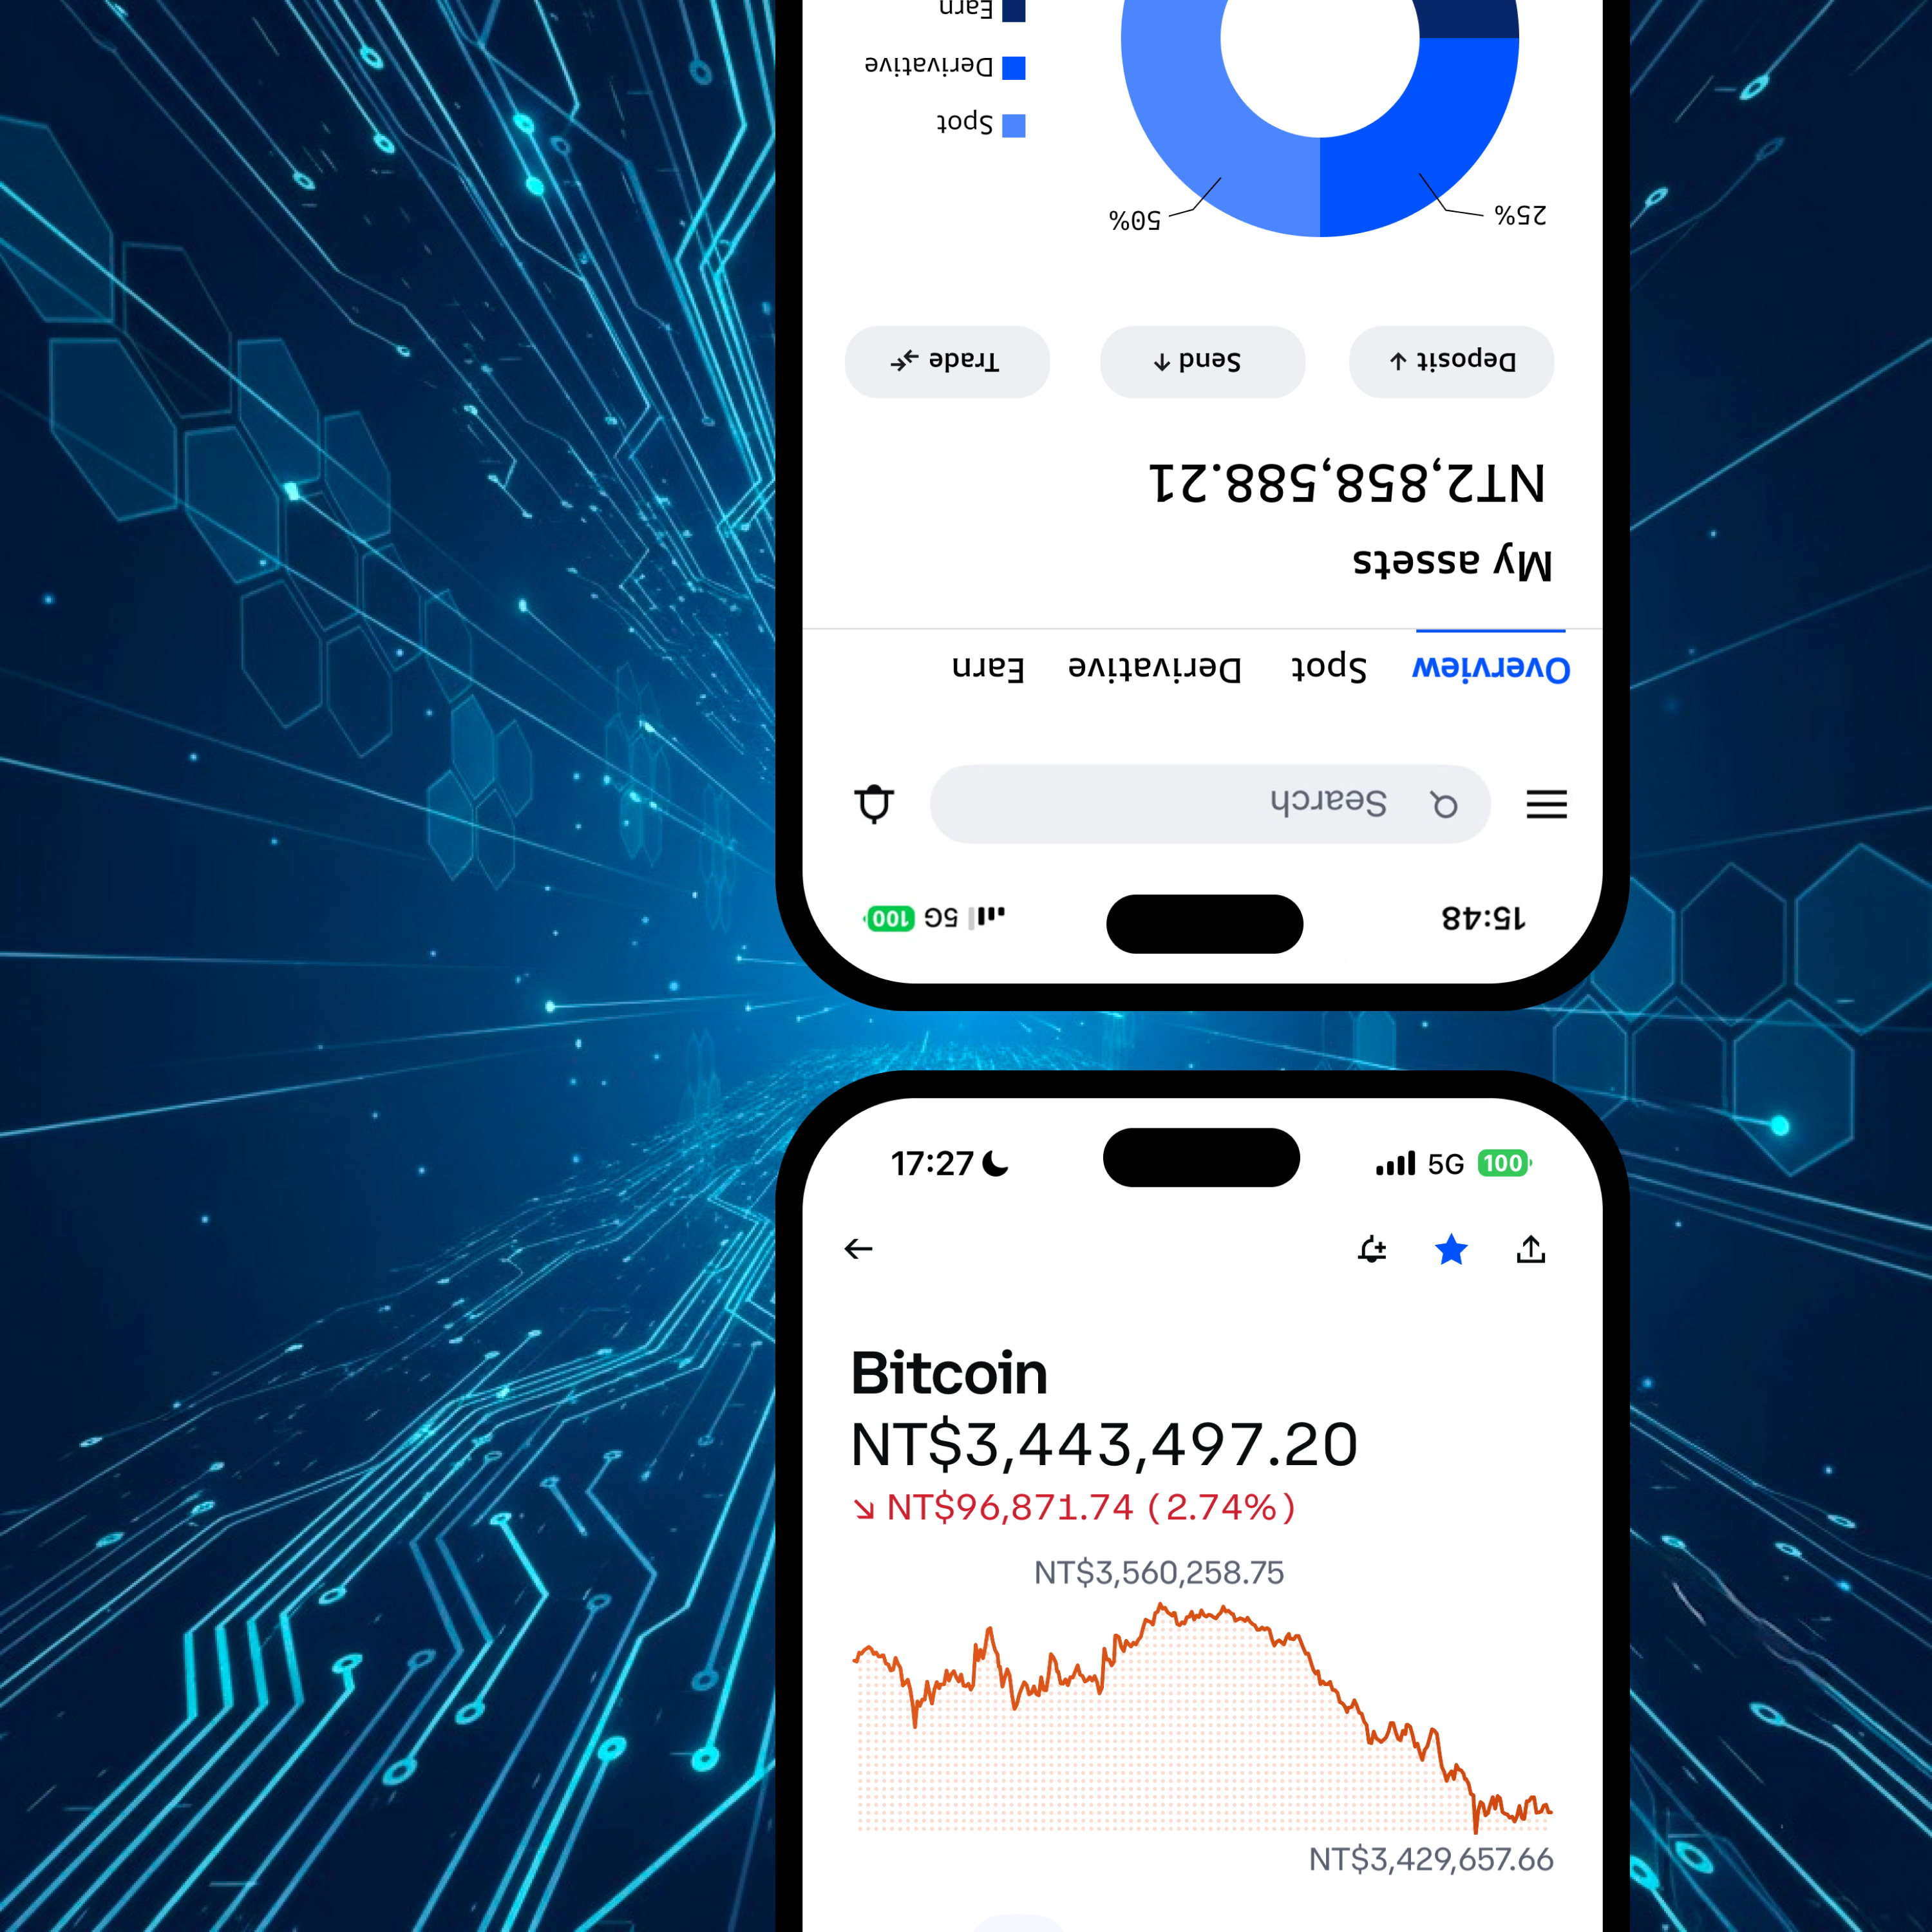 15:48
5G 100
Search
Overview Spot Derivative Earn
My assets
NT2,858,588.21
Deposit Send Trade
25% 50%
Spot
Derivative
Earn
17:27 5G 100
Bitcoin
NT$3,443,497.20
NT$96,871.74 (2.74%)
NT$3,560,258.75
NT$3,429,657.66